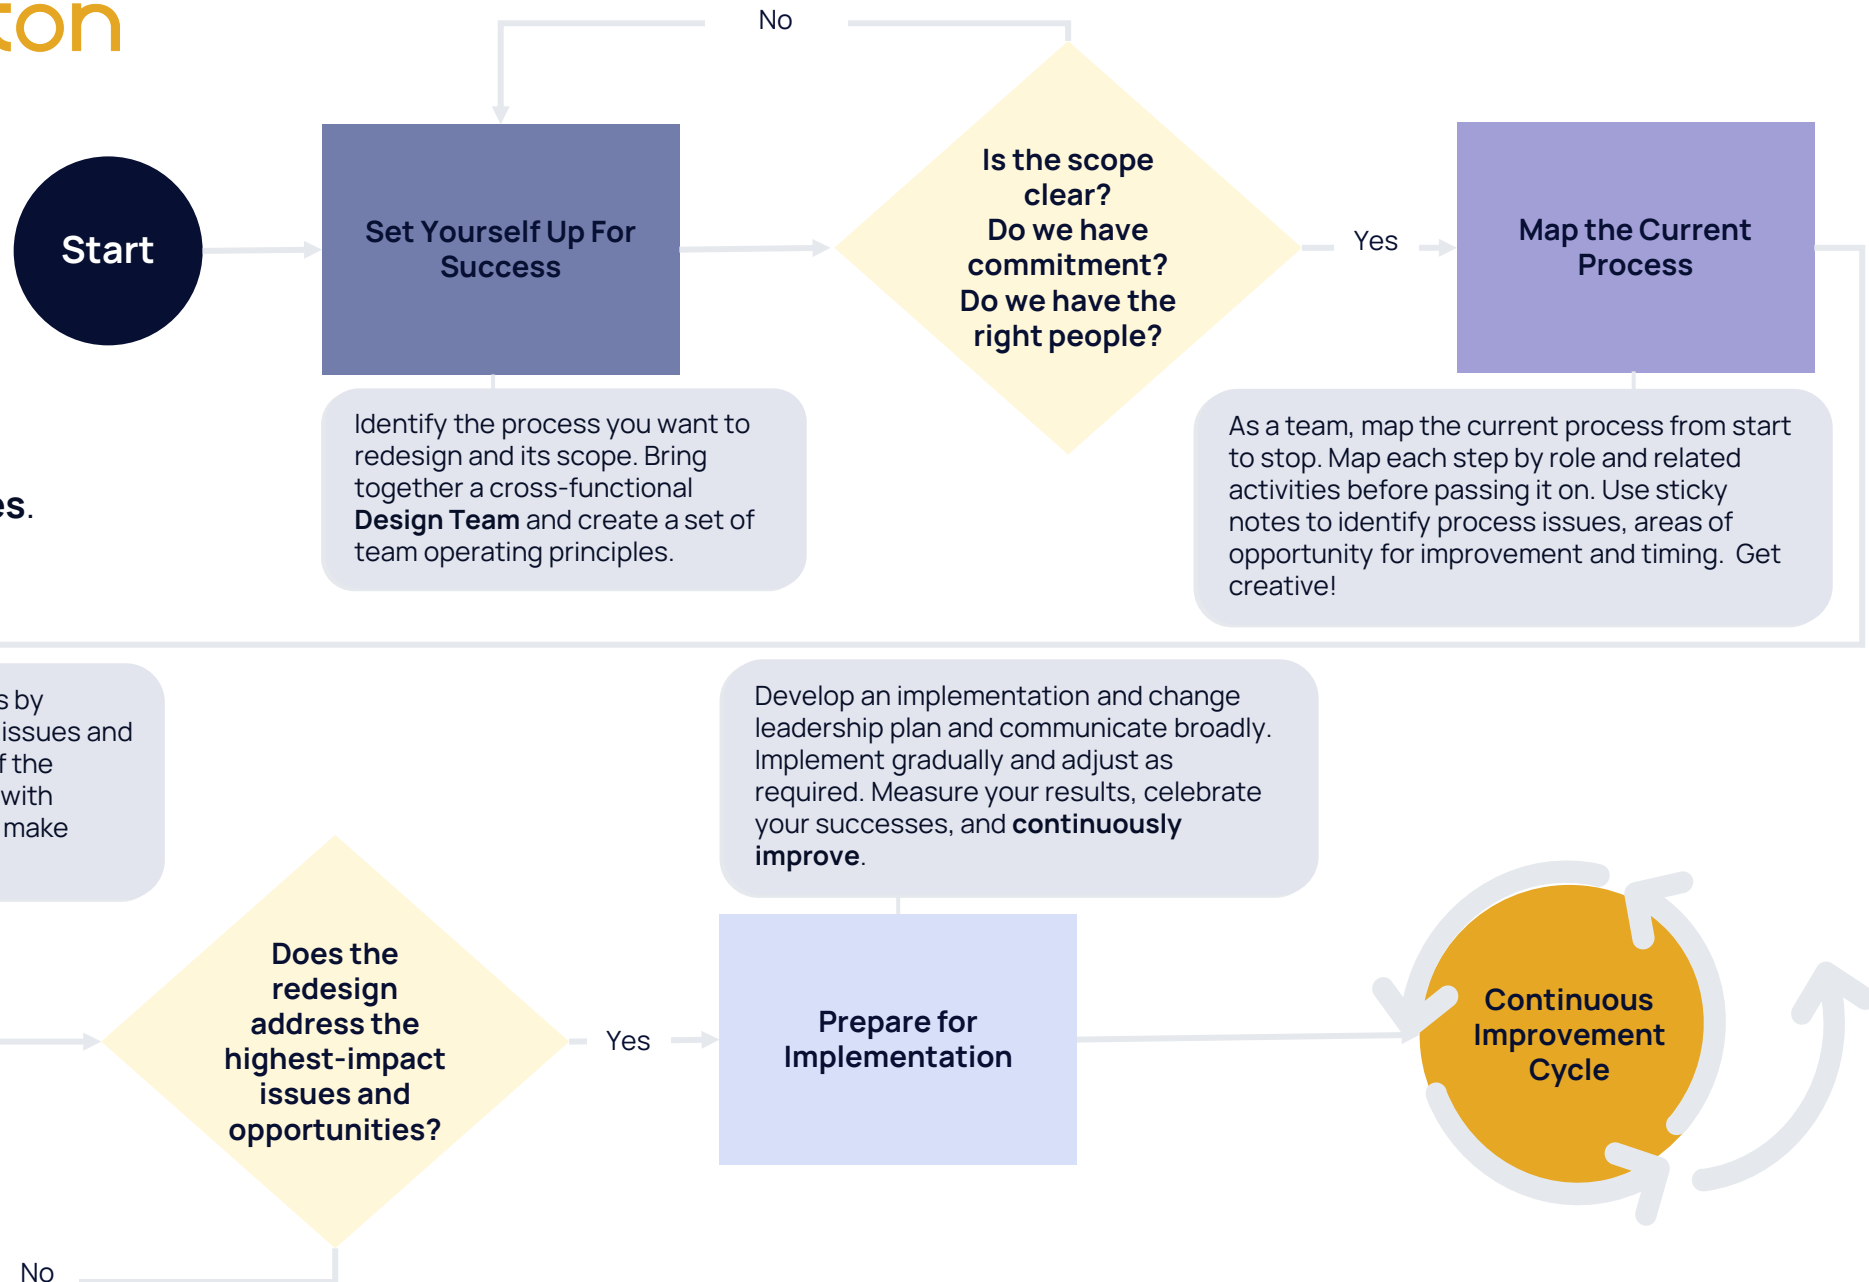 ton
No
Start
Set Yourself Up For
Success
Is the scope
clear?
Do we have
commitment?
Do we have the
right people?
Yes
Map the Current
Process
Identify the process you want to
redesign and its scope. Bring
together a cross-functional
Design Team and create a set of
team operating principles.
As a team, map the current process from start
to stop. Map each step by role and related
activities before passing it on. Use sticky
notes to identify process issues, areas of
opportunity for improvement and timing.  Get
creative!
es.
s by
issues and
f the
with
make
Develop an implementation and change
leadership plan and communicate broadly.
Implement gradually and adjust as
required. Measure your results, celebrate
your successes, and continuously
improve.
Does the
redesign
address the
highest-impact
issues and
opportunities?
Yes
Prepare for
Implementation
Continuous
Improvement
Cycle
No